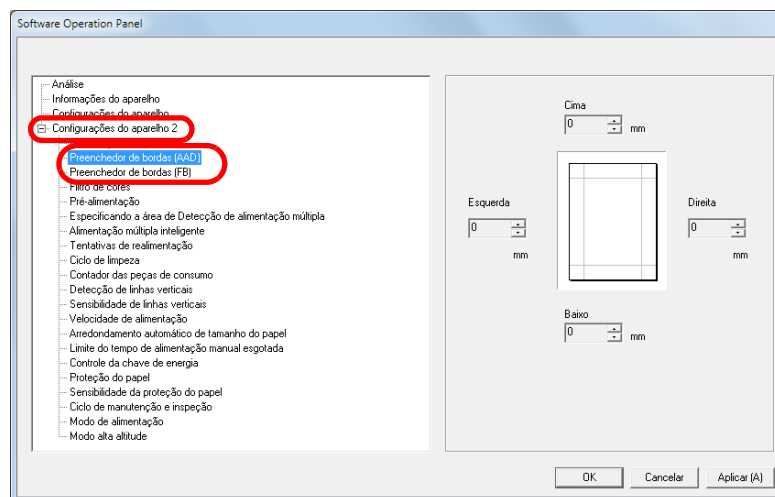 Software Operation Panel
Análise
Informações do aparelho
Configurações do aparelho
Configurações do aparelho 2
Preenchedor de bordas (AAD)
Preenchedor de bordas (FB)
Filtro de cores
Pré-alimentação
Especificando a área de Detecção de alimentação múltipla
Alimentação múltipla inteligente
Tentativas de realimentação
Ciclo de limpeza
Contador das peças de consumo
Detecção de linhas verticais
Sensibilidade de linhas verticais
Velocidade de alimentação
Arredondamento automático de tamanho do papel
Limite do tempo de alimentação manual esgotada
Controle da chave de energia
Proteção do papel
Sensibilidade da proteção do papel
Ciclo de manutenção e inspeção
Modo de alimentação
Modo alta altitude
Cima
0 mm
Esquerda
0
mm
Direita
0
mm
Baixo
0 mm
OK Cancelar Aplicar (A)